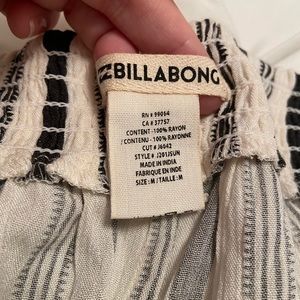 BILLABONG
RN # 99064
CA # 37757
CONTENT · 100% RAYON
/ CONTENU · 100% RAYONNE
CUT # J6642
STYLE # J201JSUN
MADE IN INDIA
FABRIQUE EN INDE
SIZE : M / TAILLE : M